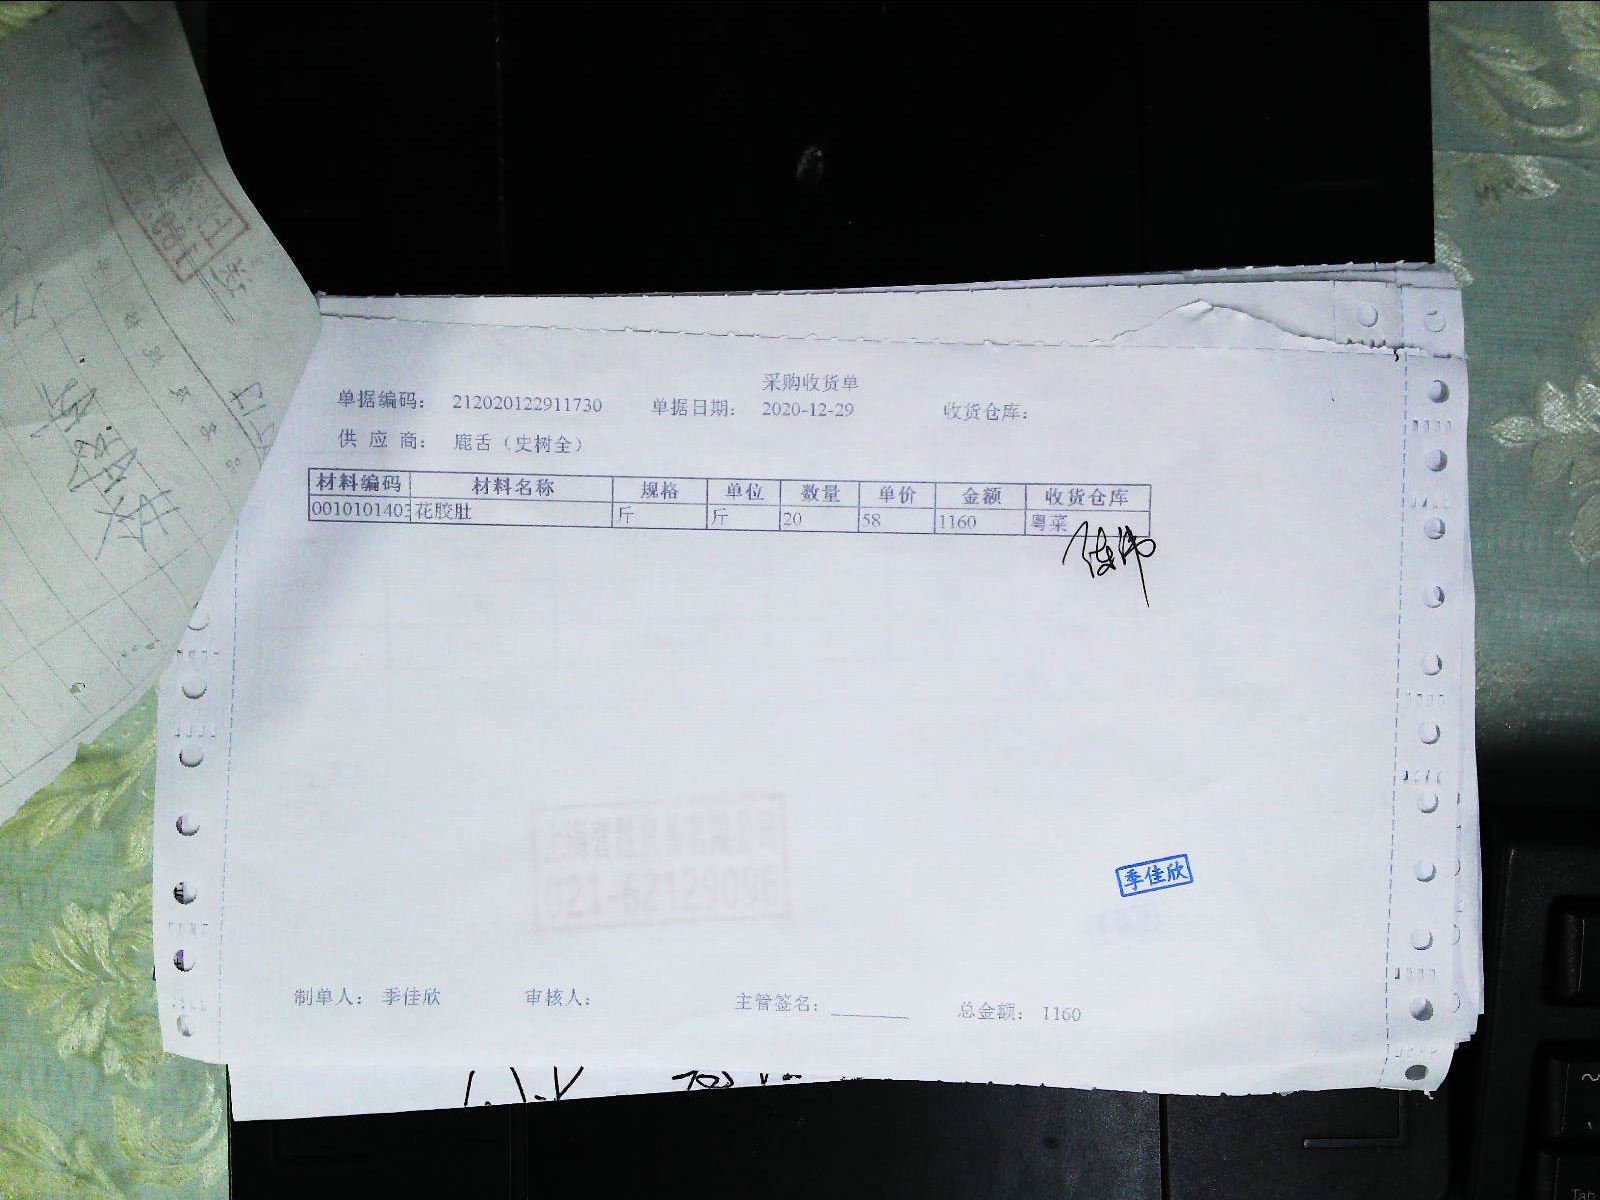 采购收货单
单据编码： 212020122911730 单据日期： 2020-12-29 收货仓库：
供 应 商： 鹿舌（史树全）
材料编码 材料名称 规格 单位 数量 单价 金额 收货仓库
0010101403 花胶肚 斤 斤 20 58 1160 粤菜
021-62129096
季佳欣
制单人： 季佳欣 审核人： 主管签名： 总金额： 1160